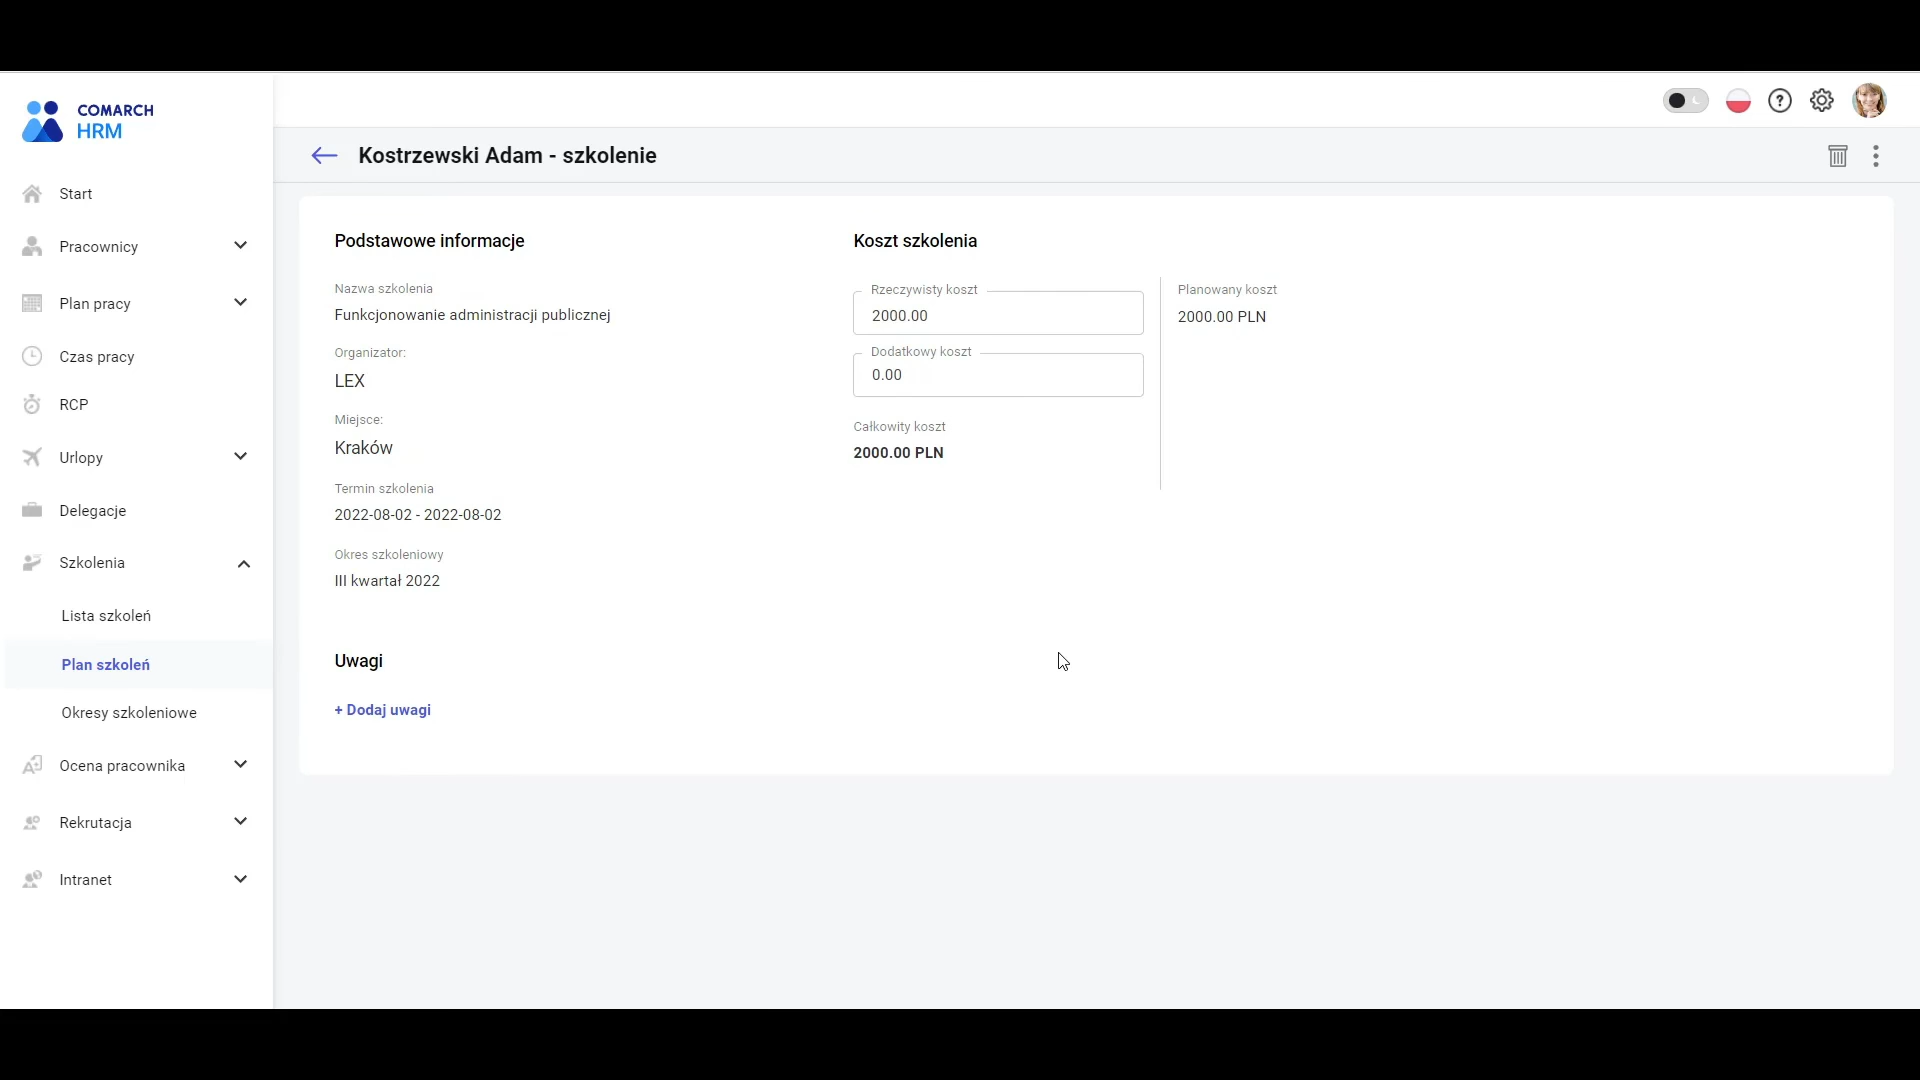 COMARCH
HRM
Start
Pracownicy
Plan pracy
Czas pracy
RCP
Urlopy
Delegacje
Szkolenia
Lista szkoleń
Plan szkoleń
Okresy szkoleniowe
Ocena pracownika
Rekrutacja
Intranet
Kostrzewski Adam - szkolenie
Podstawowe informacje
Nazwa szkolenia
Funkcjonowanie administracji publicznej
Organizator:
LEX
Miejsce:
Kraków
Termin szkolenia
2022-08-02 - 2022-08-02
Okres szkoleniowy
III kwartał 2022
Uwagi
+ Dodaj uwagi
Koszt szkolenia
Rzeczywisty koszt
2000.00
Dodatkowy koszt
0.00
Całkowity koszt
2000.00 PLN
Planowany koszt
2000.00 PLN